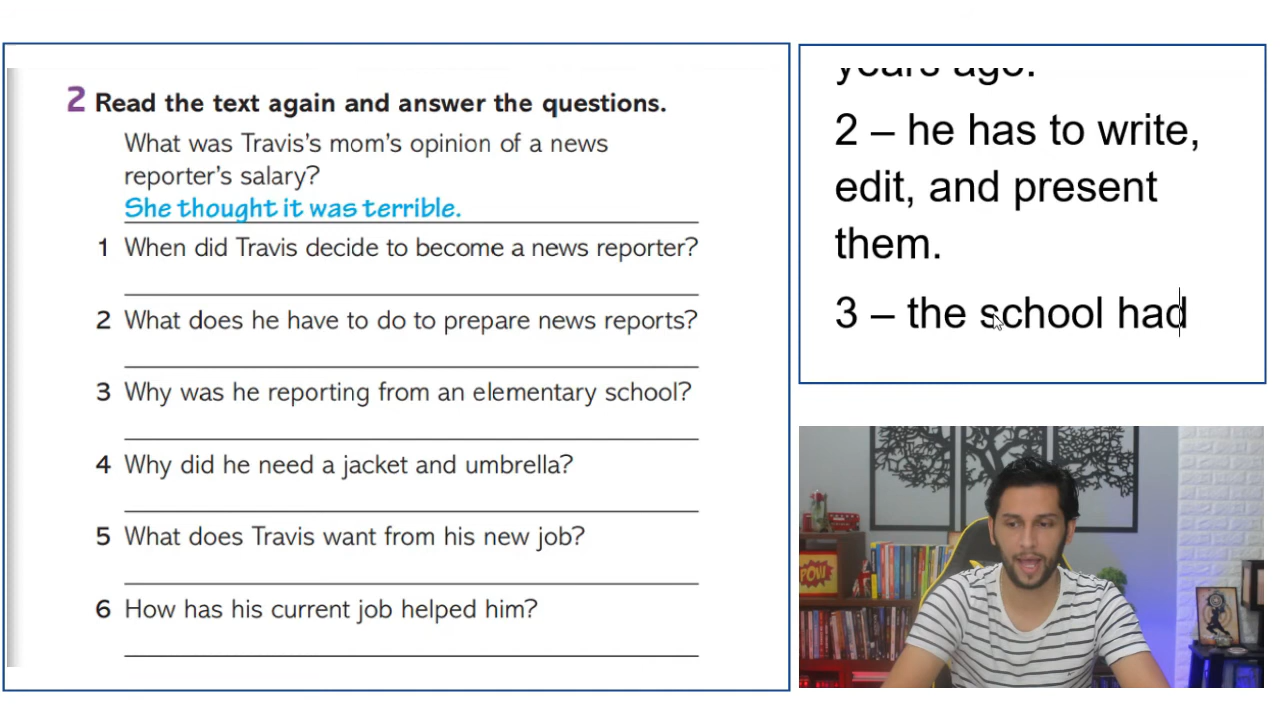 2 Read the text again and answer the questions.
What was Travis's mom's opinion of a news
reporter's salary?
She thought it was terrible.
1 When did Travis decide to become a news reporter?
2 What does he have to do to prepare news reports?
3 Why was he reporting from an elementary school?
4 Why did he need a jacket and umbrella?
5 What does Travis want from his new job?
6 How has his current job helped him?
years ago.
2 – he has to write,
edit, and present
them.
3 – the school had
POW!